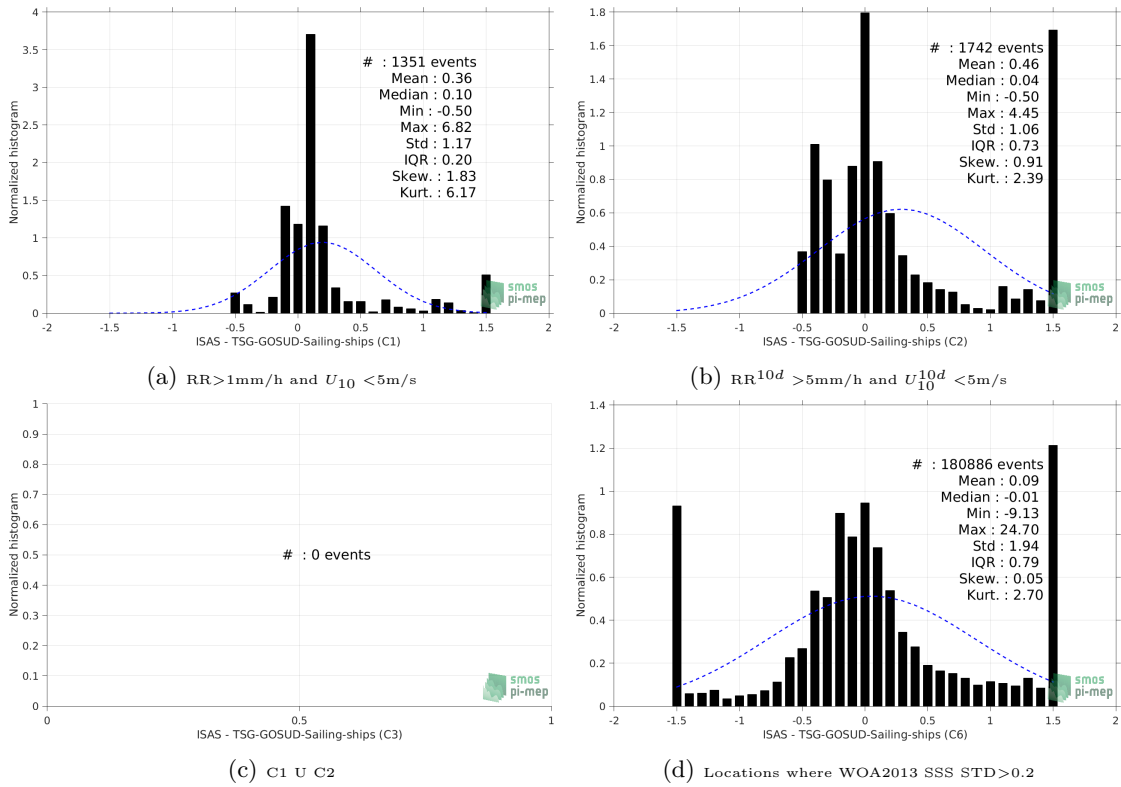 4
3.5
3
2.5
2
1.5
1
0.5
0
Normalized histogram
# : 1351 events
Mean : 0.36
Median : 0.10
Min : -0.50
Max : 6.82
Std : 1.17
IQR : 0.20
Skew. : 1.83
Kurt. : 6.17
smos
pi-mep
-2 -1.5 -1 -0.5 0 0.5 1 1.5 2
ISAS - TSG-GOSUD-Sailing-ships (C1)
(a) RR>1mm/h and U10 <5m/s
1.8
1.6
1.4
1.2
1
0.8
0.6
0.4
0.2
0
Normalized histogram
# : 1742 events
Mean : 0.46
Median : 0.04
Min : -0.50
Max : 4.45
Std : 1.06
IQR : 0.73
Skew. : 0.91
Kurt. : 2.39
smos
pi-mep
-2 -1.5 -1 -0.5 0 0.5 1 1.5 2
ISAS - TSG-GOSUD-Sailing-ships (C2)
(b) RR^10d >5mm/h and U10^10d <5m/s
1
0.9
0.8
0.7
0.6
0.5
0.4
0.3
0.2
0.1
0
Normalized histogram
# : 0 events
smos
pi-mep
0 0.5 1
ISAS - TSG-GOSUD-Sailing-ships (C3)
(c) C1 U C2
1.4
1.2
1
0.8
0.6
0.4
0.2
0
Normalized histogram
# : 180886 events
Mean : 0.09
Median : -0.01
Min : -9.13
Max : 24.70
Std : 1.94
IQR : 0.79
Skew. : 0.05
Kurt. : 2.70
smos
pi-mep
-2 -1.5 -1 -0.5 0 0.5 1 1.5 2
ISAS - TSG-GOSUD-Sailing-ships (C6)
(d) Locations where WOA2013 SSS STD>0.2